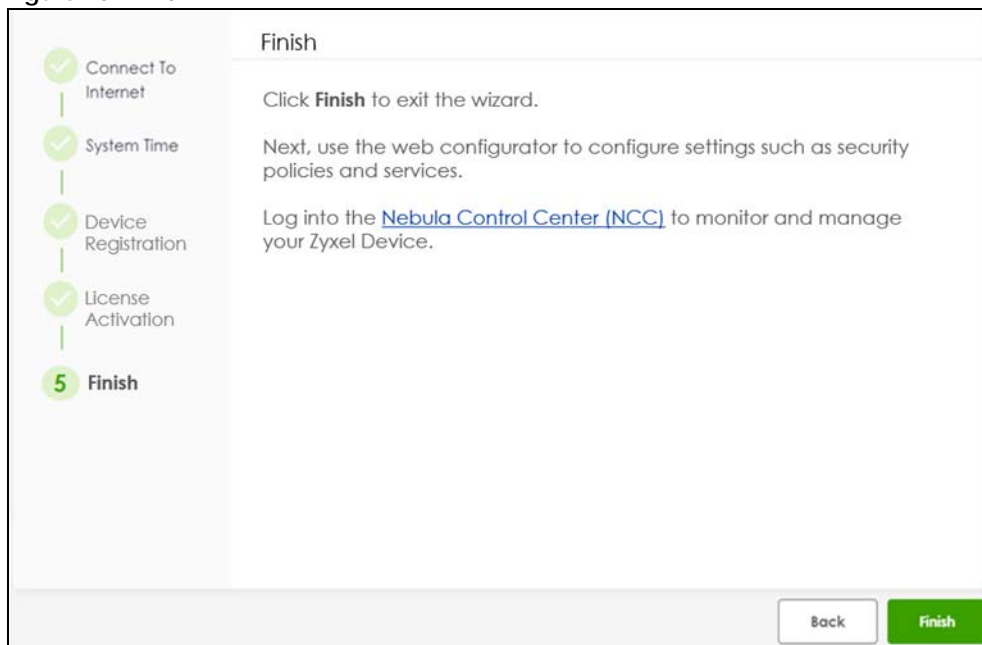 Finish
Connect To
Internet
Click Finish to exit the wizard.
System Time
Next, use the web configurator to configure settings such as security
policies and services.
Device
Registration
Log into the Nebula Control Center (NCC) to monitor and manage
your Zyxel Device.
License
Activation
5 Finish
Back
Finish